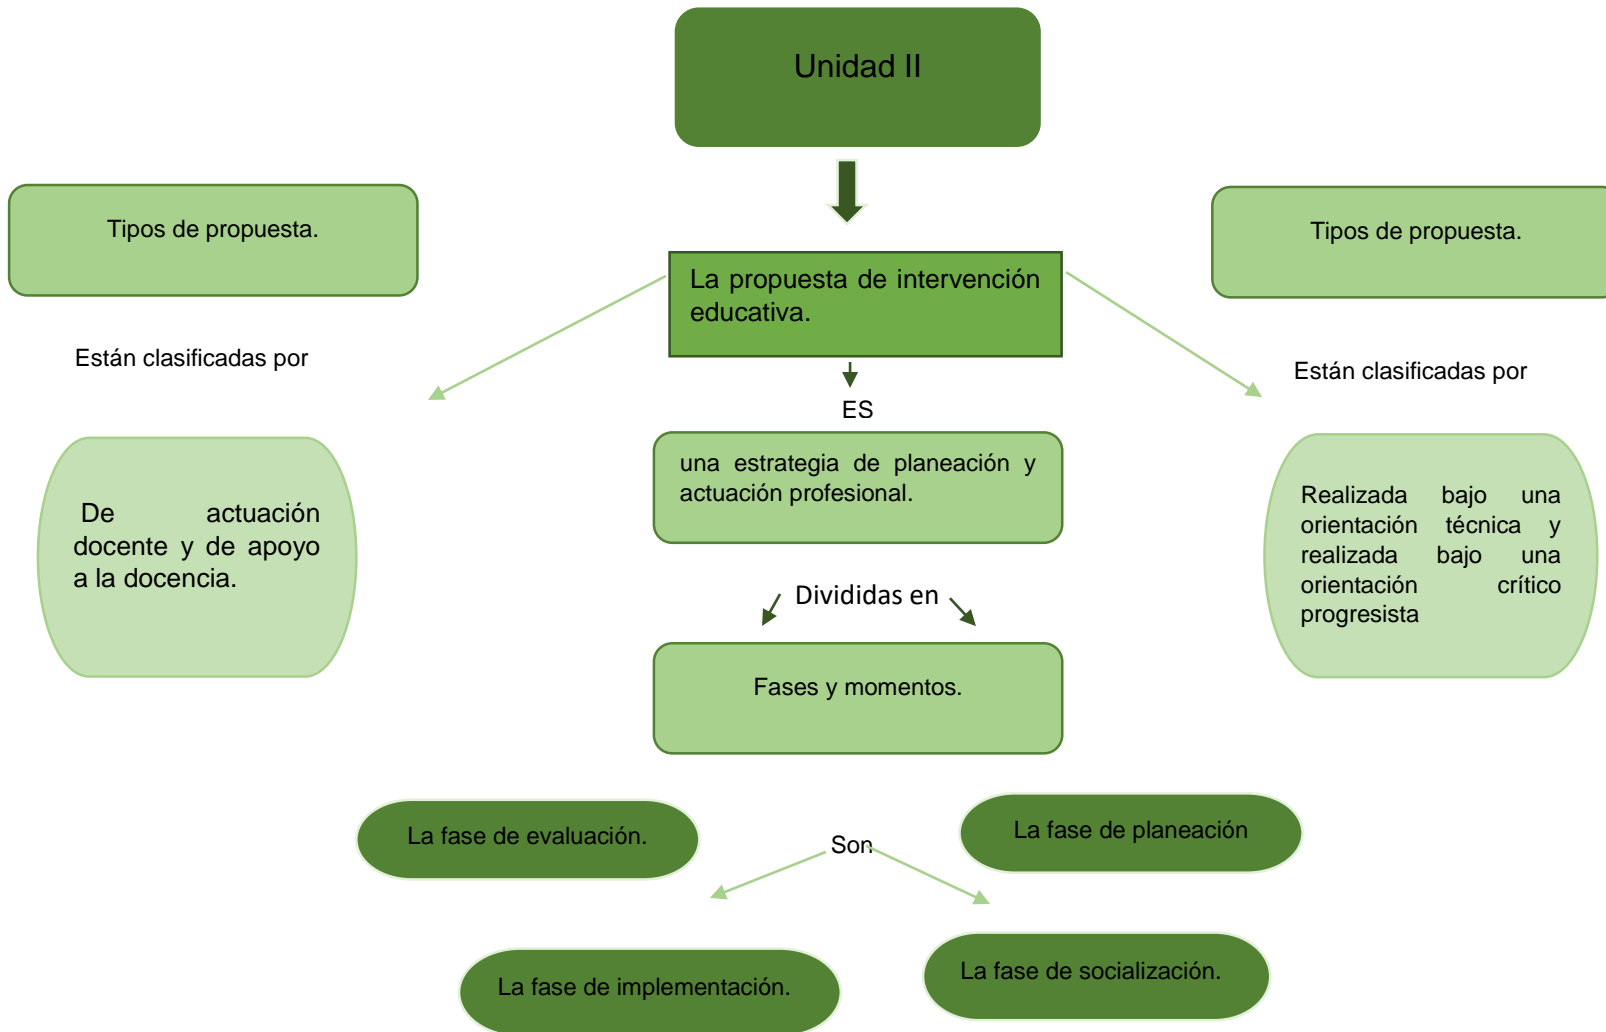 Unidad II
Tipos de propuesta.
Tipos de propuesta.
La propuesta de intervención
educativa.
Están clasificadas por
Están clasificadas por
ES
una estrategia de planeación y
actuación profesional.
De actuación
docente y de apoyo
a la docencia.
Realizada bajo una
orientación técnica y
realizada bajo una
orientación crítico
progresista
Divididas en
Fases y momentos.
La fase de evaluación.
Son
La fase de planeación
La fase de implementación.
La fase de socialización.